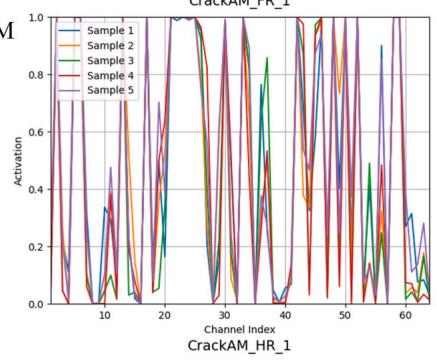 CrackAM_FR_1
M
1.0
0.8
0.6
0.4
0.2
0.0
Sample 1
Sample 2
Sample 3
Sample 4
Sample 5
Activation
10 20 30 40 50 60
Channel Index
CrackAM_HR_1